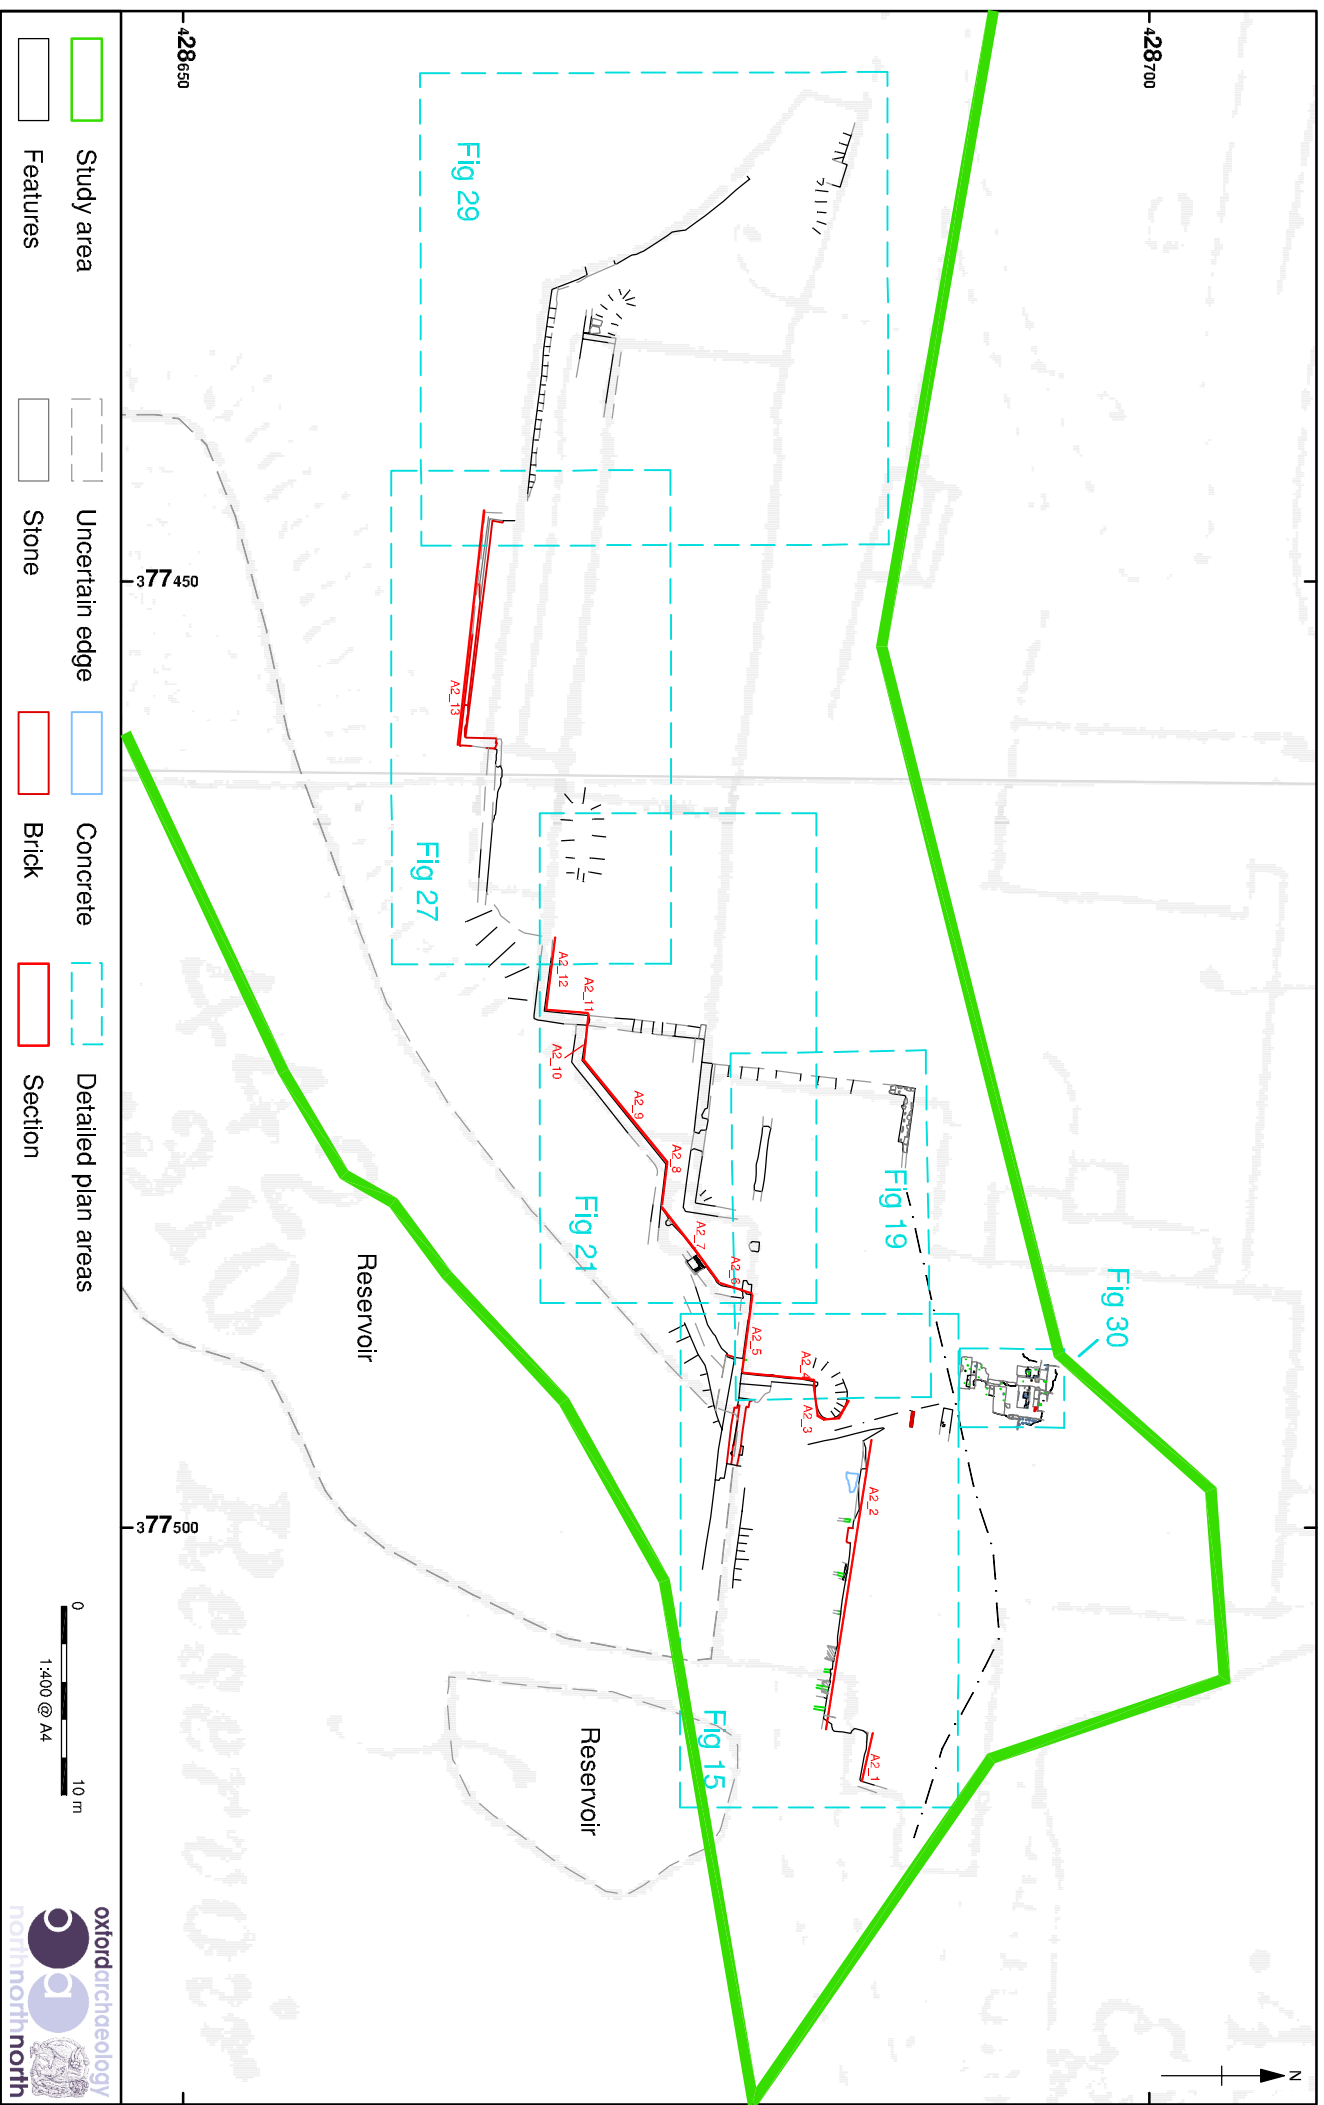 N
428700
428650
Fig 30
Fig 29
Fig 19
Fig 27
Fig 21
Fig 15
A2_13
A2_12
A2_11
A2_10
A2_9
A2_8
A2_7
A2_6
A2_5
A2_4
A2_3
A2_2
A2_1
Reservoir
Reservoir
377450
377500
Reservoirs
Study area
Uncertain edge
Concrete
Detailed plan areas
Features
Stone
Brick
Section
0
10 m
1:400 @ A4
oxfordarchaeology
northnorthnorth